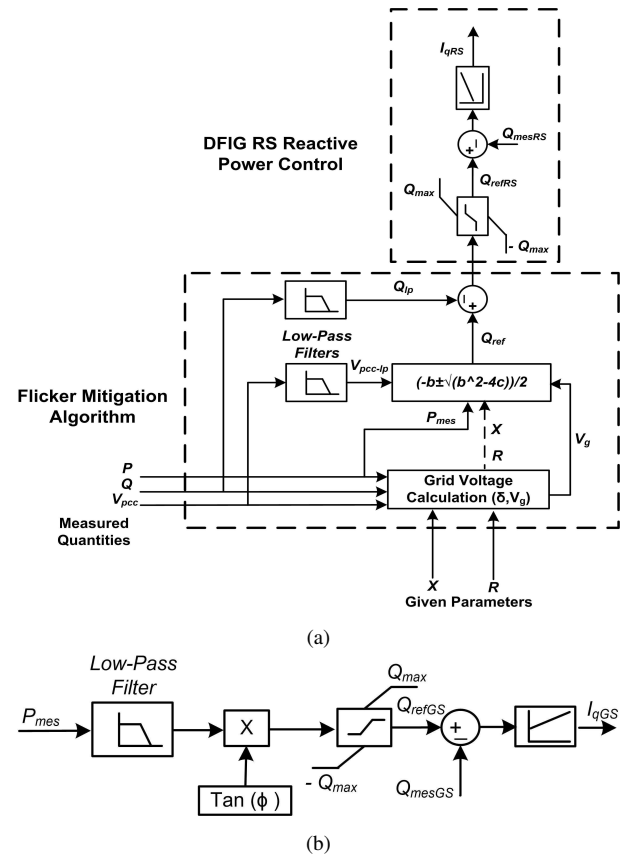 I_qRS
DFIG RS Reactive
Power Control
+ -
Q_mesRS
Q_refRS
Q_max
- Q_max
Q_lp
- +
Low-Pass
Filters
Q_ref
V_pcc-lp
(-b±√(b^2-4c))/2
Flicker Mitigation
Algorithm
P_mes
X
R
V_g
P
Q
V_pcc
Measured
Quantities
Grid Voltage
Calculation (δ,V_g)
X
R
Given Parameters
(a)
Low-Pass
Filter
P_mes
X
Tan (ϕ )
Q_max
- Q_max
Q_refGS
+
−
Q_mesGS
I_qGS
(b)